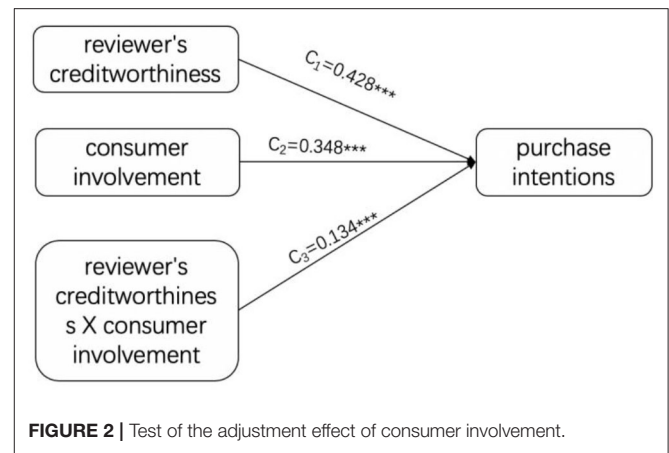 reviewer's
creditworthiness
C₁=0.428***
consumer
involvement
C₂=0.348***
purchase
intentions
C₃=0.134***
reviewer's
creditworthines
s X consumer
involvement
FIGURE 2 | Test of the adjustment effect of consumer involvement.